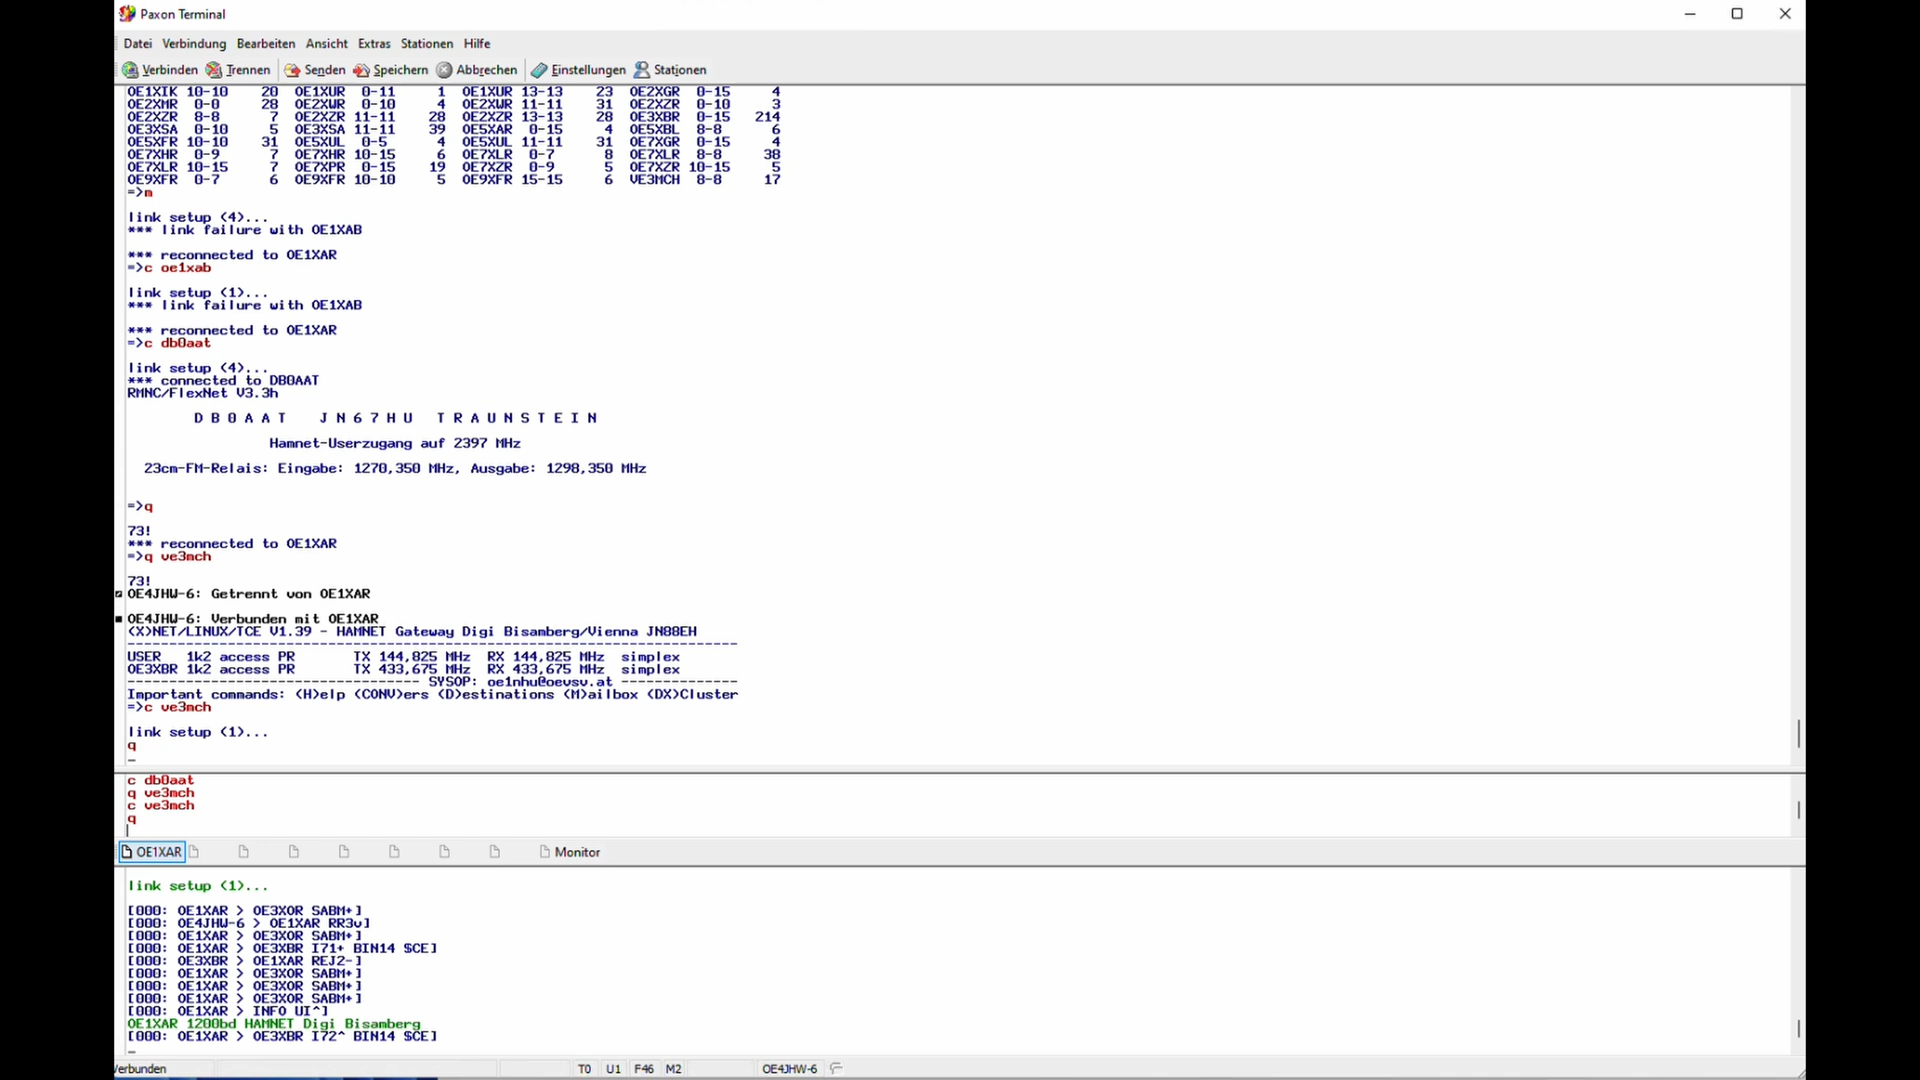 Paxon Terminal
Datei Verbindung Bearbeiten Ansicht Extras Stationen Hilfe
Verbinden Trennen Senden Speichern Abbrechen Einstellungen Stationen
OE1XIK 10-10 20 OE1XUR 0-11 1 OE1XUR 13-13 23 OE2XGR 0-15 4
OE2XMR 0-0 28 OE2XWR 0-10 4 OE2XWR 11-11 31 OE2XZR 0-10 3
OE2XZR 8-8 7 OE2XZR 11-11 28 OE2XZR 13-13 28 OE3XBR 0-15 214
OE3XSA 0-10 5 OE3XSA 11-11 39 OE5XAR 0-15 4 OE5XBL 8-8 6
OE5XFR 10-10 31 OE5XUL 0-5 4 OE5XUL 11-11 31 OE7XGR 0-15 4
OE7XHR 0-9 7 OE7XHR 10-15 6 OE7XLR 0-7 8 OE7XLR 8-8 38
OE7XLR 10-15 7 OE7XPR 0-15 19 OE7XZR 0-9 5 OE7XZR 10-15 5
OE9XFR 0-7 6 OE9XFR 10-10 5 OE9XFR 15-15 6 VE3MCH 8-8 17
=>m
link setup (4)...
*** link failure with OE1XAB
*** reconnected to OE1XAR
=>c oe1xab
link setup (1)...
*** link failure with OE1XAB
*** reconnected to OE1XAR
=>c db0aat
link setup (4)...
*** connected to DB0AAT
RMNC/FlexNet V3.3h
D B 0 A A T J N 6 7 H U T R A U N S T E I N
Hamnet-Userzugang auf 2397 MHz
23cm-FM-Relais: Eingabe: 1270,350 MHz, Ausgabe: 1298,350 MHz
=>q
73!
*** reconnected to OE1XAR
=>q ve3mch
73!
OE4JHW-6: Getrennt von OE1XAR
OE4JHW-6: Verbunden mit OE1XAR
(X)NET/LINUX/TCE V1.39 - HAMNET Gateway Digi Bisamberg/Vienna JN88EH
-------------------------------------------------------------------------
USER 1k2 access PR TX 144,825 MHz RX 144,825 MHz simplex
OE3XBR 1k2 access PR TX 433,675 MHz RX 433,675 MHz simplex
----------------------------------- SYSOP: oe1nhu@oevsv.at --------------
Important commands: (H)elp (CONV)ers (D)estinations (M)ailbox (DX)Cluster
=>c ve3mch
link setup (1)...
q
_
c db0aat
q ve3mch
c ve3mch
q
OE1XAR Monitor
link setup (1)...
[000: OE1XAR > OE3XOR SABM+]
[000: OE4JHW-6 > OE1XAR RR3v]
[000: OE1XAR > OE3XOR SABM+]
[000: OE1XAR > OE3XBR I71+ BIN14 $CE]
[000: OE3XBR > OE1XAR REJ2-]
[000: OE1XAR > OE3XOR SABM+]
[000: OE1XAR > OE3XOR SABM+]
[000: OE1XAR > OE3XOR SABM+]
[000: OE1XAR > INFO UI^]
OE1XAR 1200bd HAMNET Digi Bisamberg
[000: OE1XAR > OE3XBR I72^ BIN14 $CE]
_
Verbunden T0 U1 F46 M2 OE4JHW-6